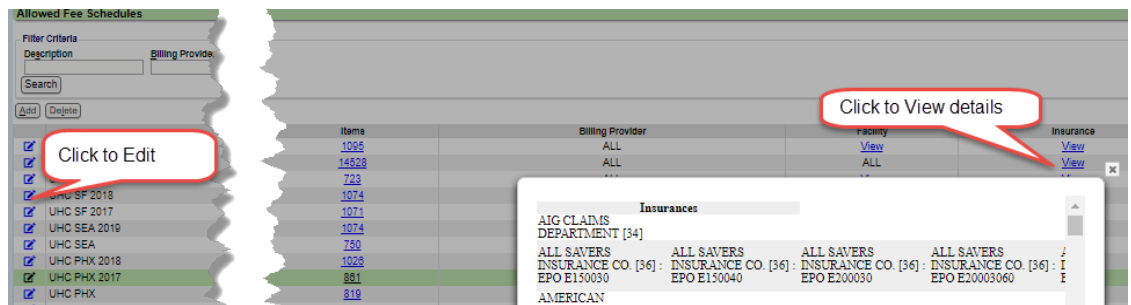 Allowed Fee Schedules
Filter Criteria
Description Billing Provide
Search
Add Delete
Click to View details
Items Billing Provider Facility Insurance
1095 ALL View View
Click to Edit
14528 ALL ALL View
723
UHC SF 2018 1074
UHC SF 2017 1071
UHC SEA 2019 1074
UHC SEA 750
UHC PHX 2018 1026
UHC PHX 2017 861
UHC PHX 819
Insurances
AIG CLAIMS
DEPARTMENT [34]
ALL SAVERS ALL SAVERS ALL SAVERS ALL SAVERS
INSURANCE CO. [36] : INSURANCE CO. [36] : INSURANCE CO. [36] : INSURANCE CO. [36] :
EPO E150030 EPO E150040 EPO E200030 EPO E20003060
AMERICAN